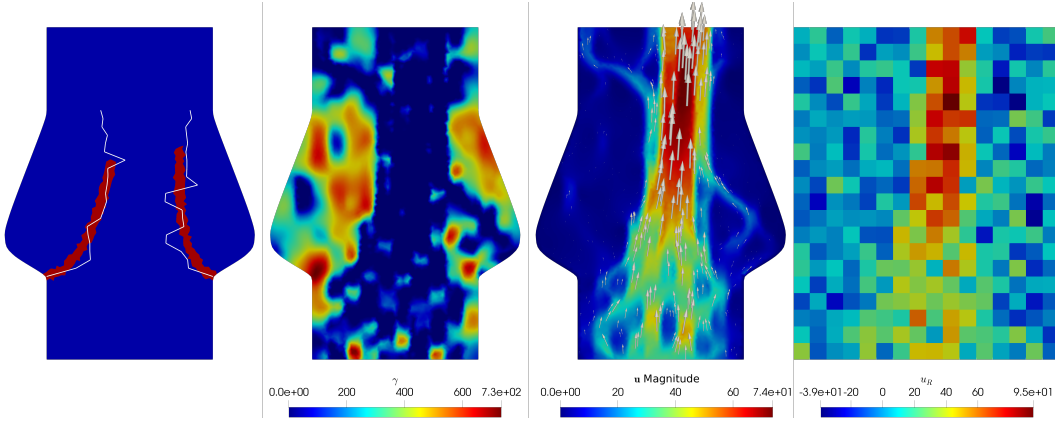 γ
0.0e+00 200 400 600 7.3e+02
u Magnitude
0.0e+00 20 40 60 7.4e+01
u_R
-3.9e+01 -20 0 20 40 60 9.5e+01